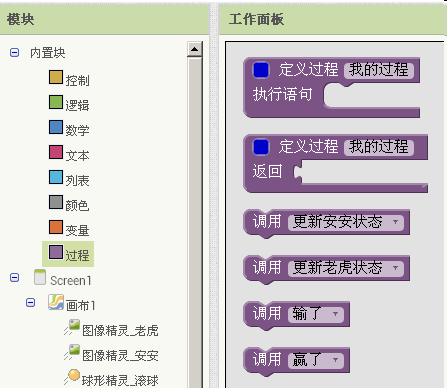 模块
内置块
控制
逻辑
数学
文本
列表
颜色
变量
过程
Screen1
画布1
图像精灵_老虎
图像精灵_安安
球形精灵_滚球
工作面板
定义过程 我的过程
执行语句
定义过程 我的过程
返回
调用 更新安安状态
调用 更新老虎状态
调用 输了
调用 赢了